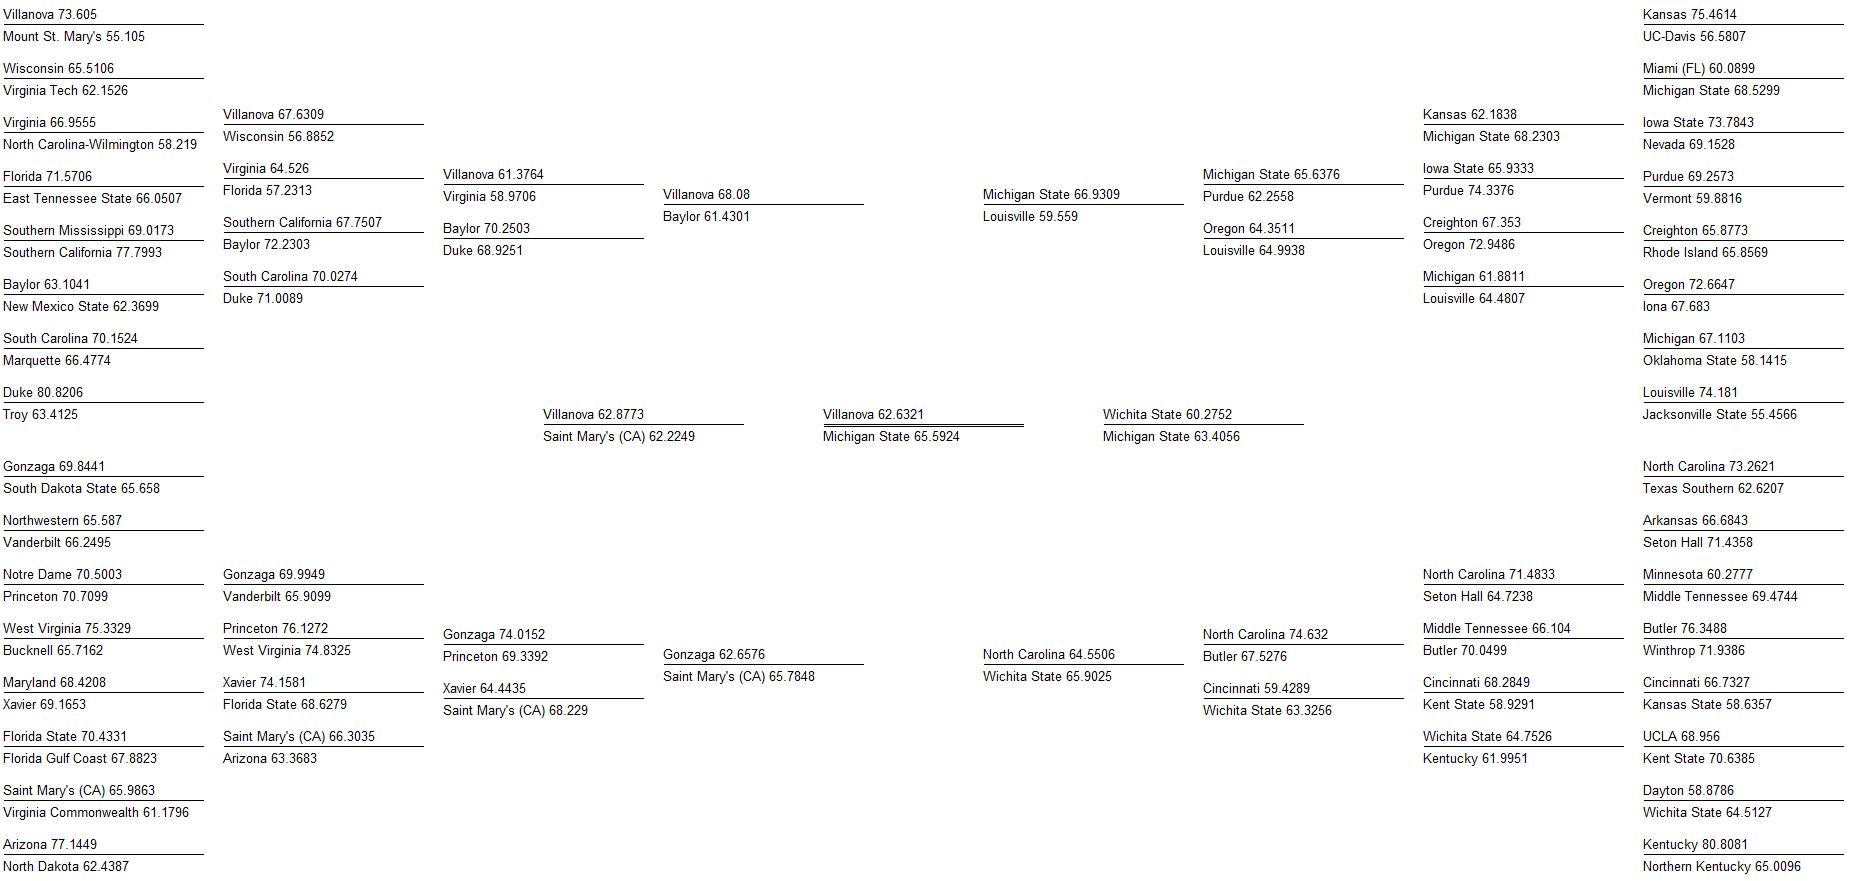 Villanova 73.605
Mount St. Mary's 55.105
Wisconsin 65.5106
Virginia Tech 62.1526
Virginia 66.9555
North Carolina-Wilmington 58.219
Florida 71.5706
East Tennessee State 66.0507
Southern Mississippi 69.0173
Southern California 77.7993
Baylor 63.1041
New Mexico State 62.3699
South Carolina 70.1524
Marquette 66.4774
Duke 80.8206
Troy 63.4125
Villanova 67.6309
Wisconsin 56.8852
Virginia 64.526
Florida 57.2313
Southern California 67.7507
Baylor 72.2303
South Carolina 70.0274
Duke 71.0089
Villanova 61.3764
Virginia 58.9706
Baylor 70.2503
Duke 68.9251
Villanova 68.08
Baylor 61.4301
Michigan State 66.9309
Louisville 59.559
Michigan State 65.6376
Purdue 62.2558
Oregon 64.3511
Louisville 64.9938
Kansas 62.1838
Michigan State 68.2303
Iowa State 65.9333
Purdue 74.3376
Creighton 67.353
Oregon 72.9486
Michigan 61.8811
Louisville 64.4807
Kansas 75.4614
UC-Davis 56.5807
Miami (FL) 60.0899
Michigan State 68.5299
Iowa State 73.7843
Nevada 69.1528
Purdue 69.2573
Vermont 59.8816
Creighton 65.8773
Rhode Island 65.8569
Oregon 72.6647
Iona 67.683
Michigan 67.1103
Oklahoma State 58.1415
Louisville 74.181
Jacksonville State 55.4566
Villanova 62.8773
Saint Mary's (CA) 62.2249
Villanova 62.6321
Michigan State 65.5924
Wichita State 60.2752
Michigan State 63.4056
Gonzaga 69.8441
South Dakota State 65.658
Northwestern 65.587
Vanderbilt 66.2495
Notre Dame 70.5003
Princeton 70.7099
West Virginia 75.3329
Bucknell 65.7162
Maryland 68.4208
Xavier 69.1653
Florida State 70.4331
Florida Gulf Coast 67.8823
Saint Mary's (CA) 65.9863
Virginia Commonwealth 61.1796
Arizona 77.1449
North Dakota 62.4387
Gonzaga 69.9949
Vanderbilt 65.9099
Princeton 76.1272
West Virginia 74.8325
Xavier 74.1581
Florida State 68.6279
Saint Mary's (CA) 66.3035
Arizona 63.3683
Gonzaga 74.0152
Princeton 69.3392
Xavier 64.4435
Saint Mary's (CA) 68.229
Gonzaga 62.6576
Saint Mary's (CA) 65.7848
North Carolina 64.5506
Wichita State 65.9025
North Carolina 74.632
Butler 67.5276
Cincinnati 59.4289
Wichita State 63.3256
North Carolina 71.4833
Seton Hall 64.7238
Middle Tennessee 66.104
Butler 70.0499
Cincinnati 68.2849
Kent State 58.9291
Wichita State 64.7526
Kentucky 61.9951
North Carolina 73.2621
Texas Southern 62.6207
Arkansas 66.6843
Seton Hall 71.4358
Minnesota 60.2777
Middle Tennessee 69.4744
Butler 76.3488
Winthrop 71.9386
Cincinnati 66.7327
Kansas State 58.6357
UCLA 68.956
Kent State 70.6385
Dayton 58.8786
Wichita State 64.5127
Kentucky 80.8081
Northern Kentucky 65.0096